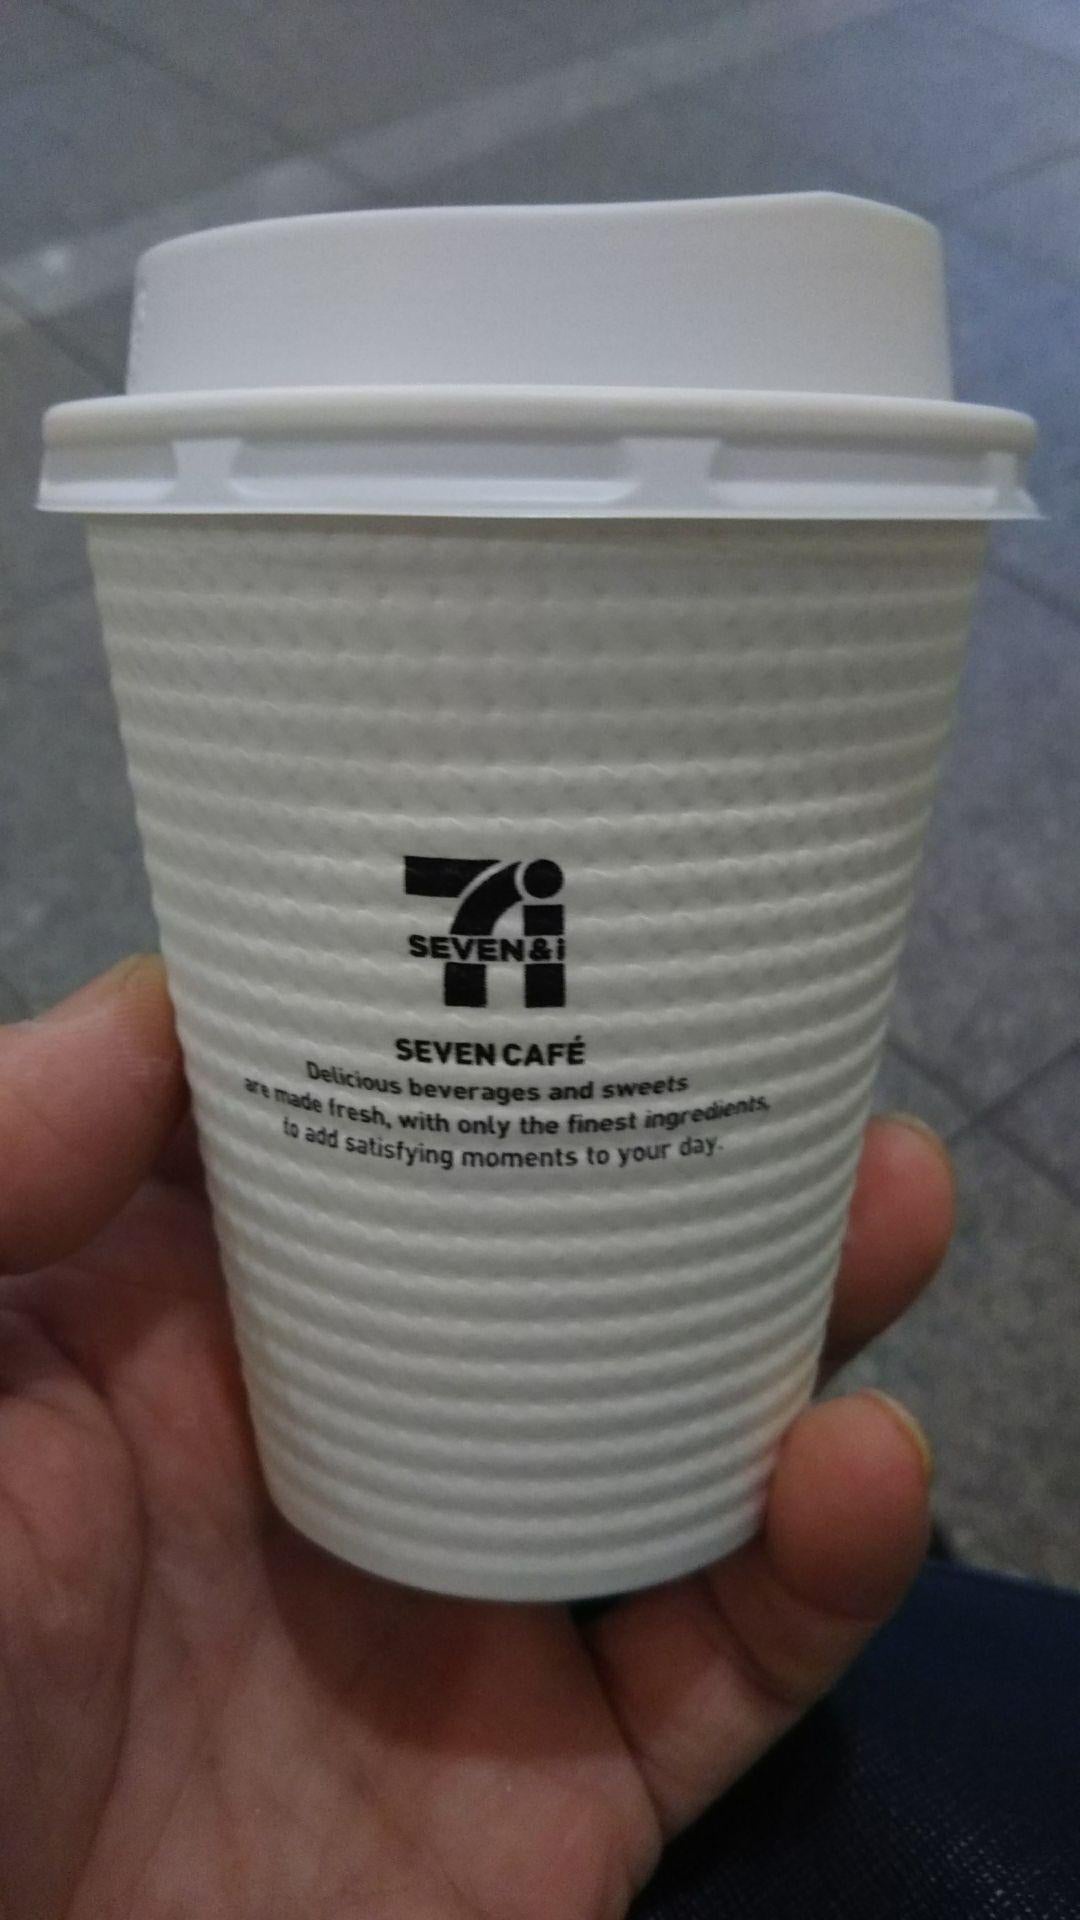 SEVEN&i
SEVEN CAFÉ
Delicious beverages and sweets
are made fresh, with only the finest ingredients,
to add satisfying moments to your day.